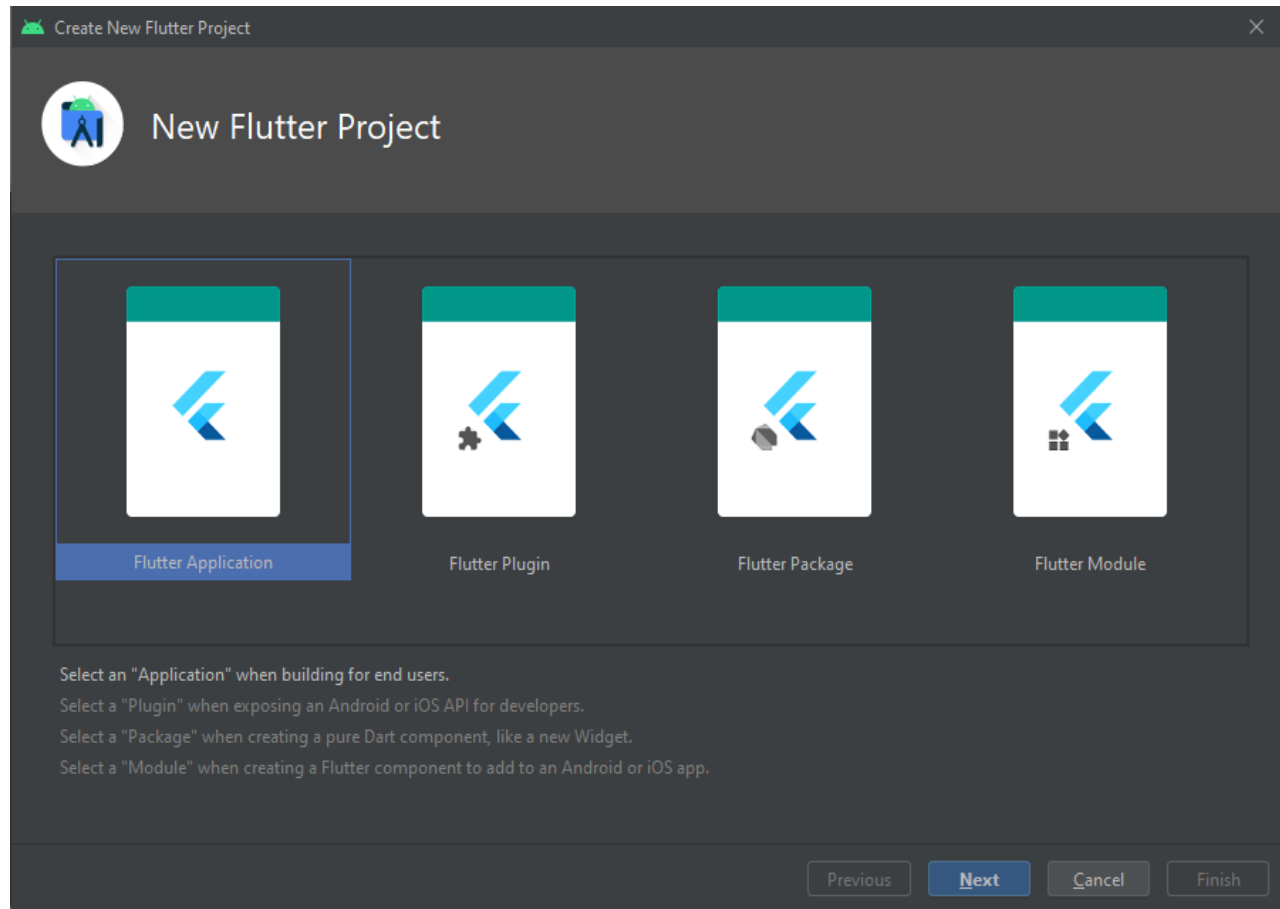 Create New Flutter Project
New Flutter Project
Flutter Application
Flutter Plugin
Flutter Package
Flutter Module
Select an "Application" when building for end users.
Select a "Plugin" when exposing an Android or iOS API for developers.
Select a "Package" when creating a pure Dart component, like a new Widget.
Select a "Module" when creating a Flutter component to add to an Android or iOS app.
Previous
Next
Cancel
Finish